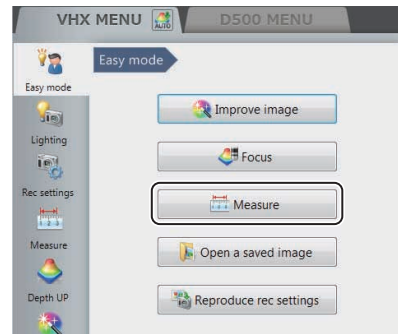 VHX MENU AUTO D500 MENU
Easy mode
Easy mode
Improve image
Lighting
Focus
Rec settings
Measure
Measure
Open a saved image
Depth UP
Reproduce rec settings